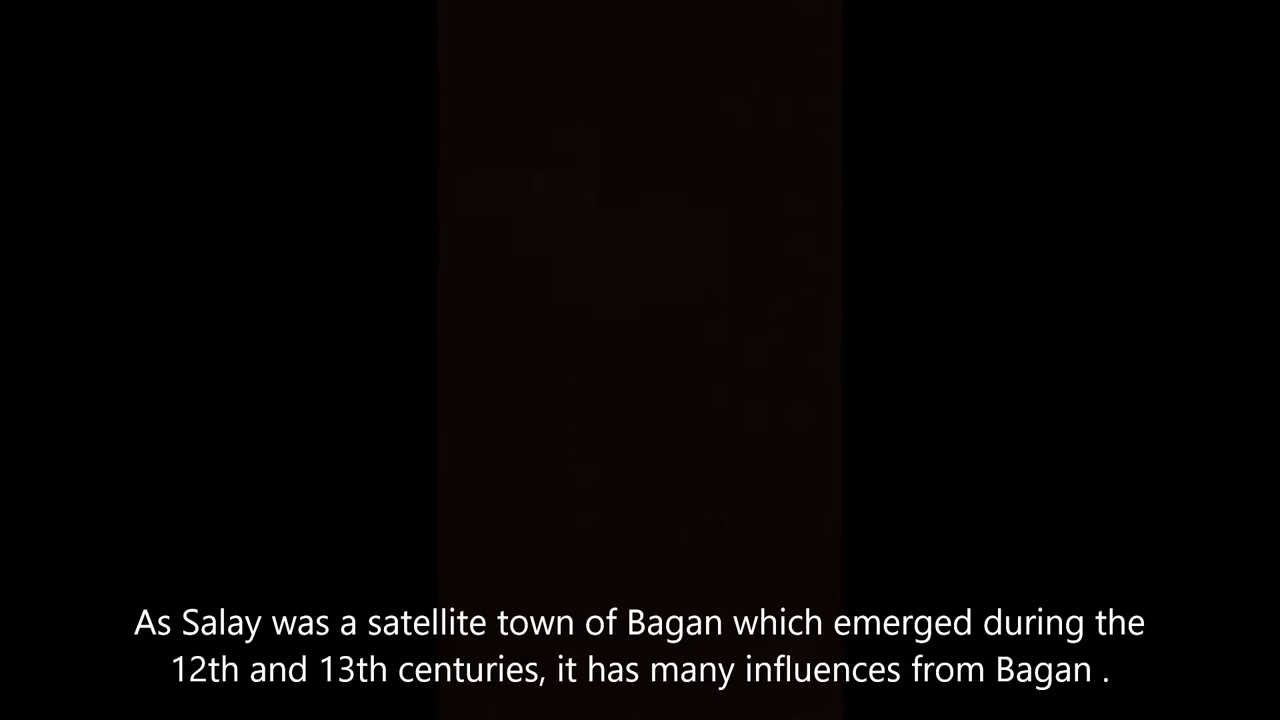 As Salay was a satellite town of Bagan which emerged during the
12th and 13th centuries, it has many influences from Bagan .